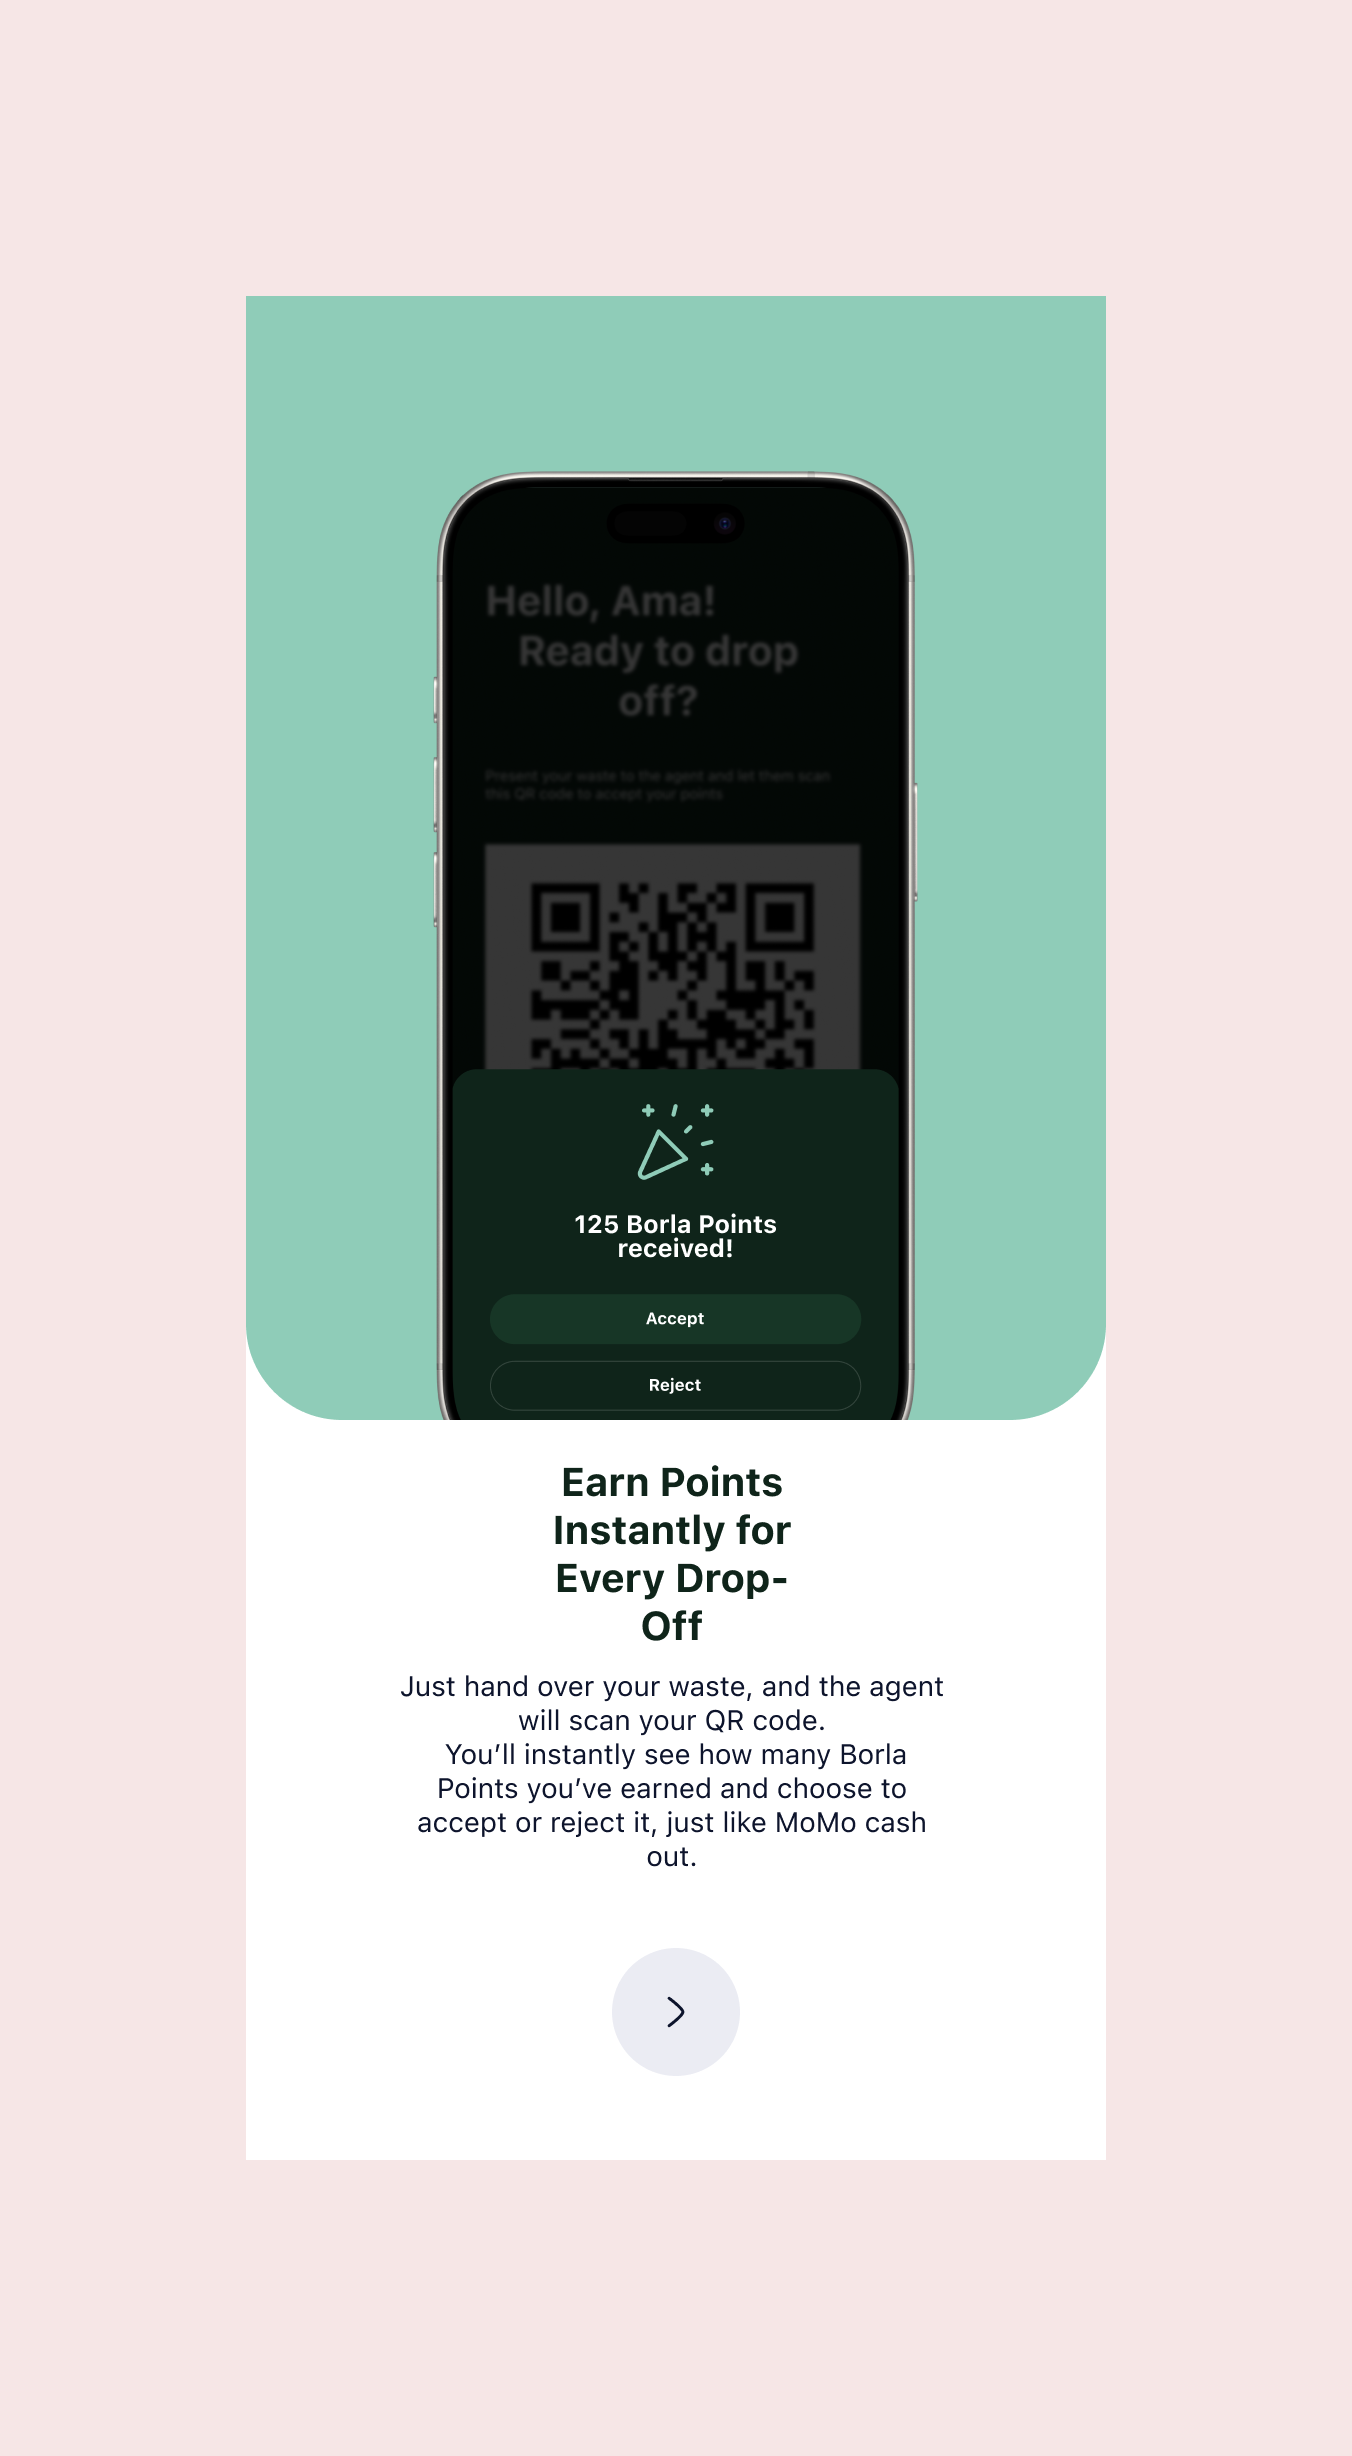 Hello, Ama!
Ready to drop
off?
Present your waste to the agent and let them scan
this QR code to accept your points
125 Borla Points
received!
Accept
Reject
Earn Points
Instantly for
Every Drop-
Off
Just hand over your waste, and the agent
will scan your QR code.
You’ll instantly see how many Borla
Points you’ve earned and choose to
accept or reject it, just like MoMo cash
out.